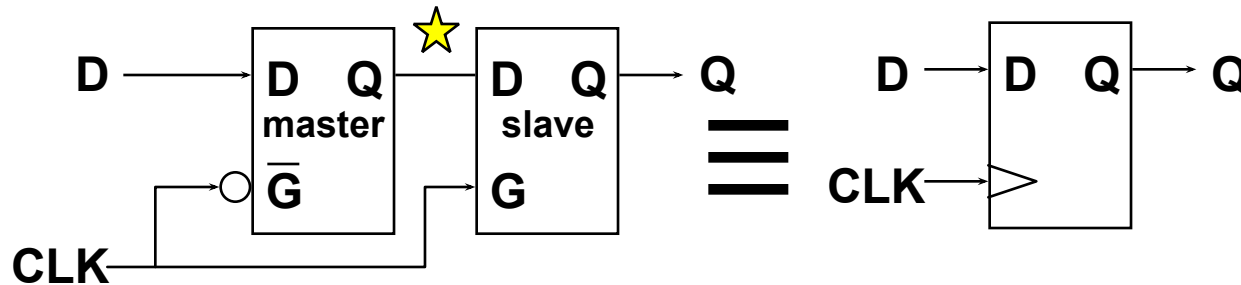 D D Q D Q Q
master slave
G̅ G
CLK
D D Q Q
CLK